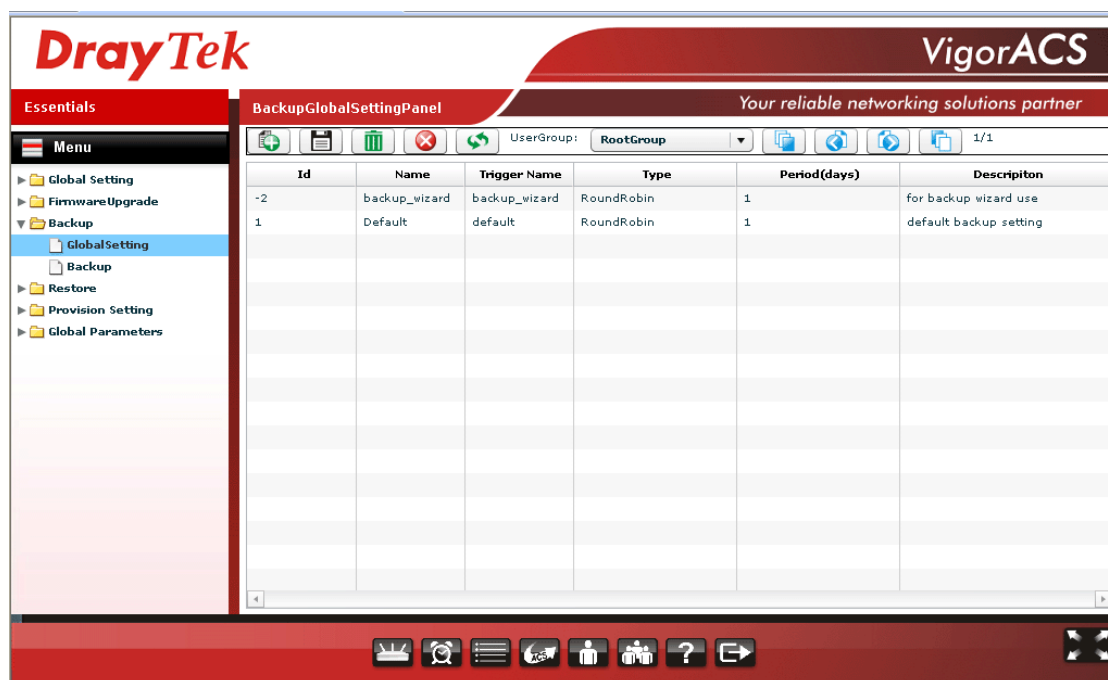 DrayTek
VigorACS
Essentials
BackupGlobalSettingPanel
Your reliable networking solutions partner
Menu
UserGroup: RootGroup 1/1
Global Setting
FirmwareUpgrade
Backup
GlobalSetting
Backup
Restore
Provision Setting
Global Parameters
Id Name Trigger Name Type Period(days) Descripiton
-2 backup_wizard backup_wizard RoundRobin 1 for backup wizard use
1 Default default RoundRobin 1 default backup setting
ACS
?